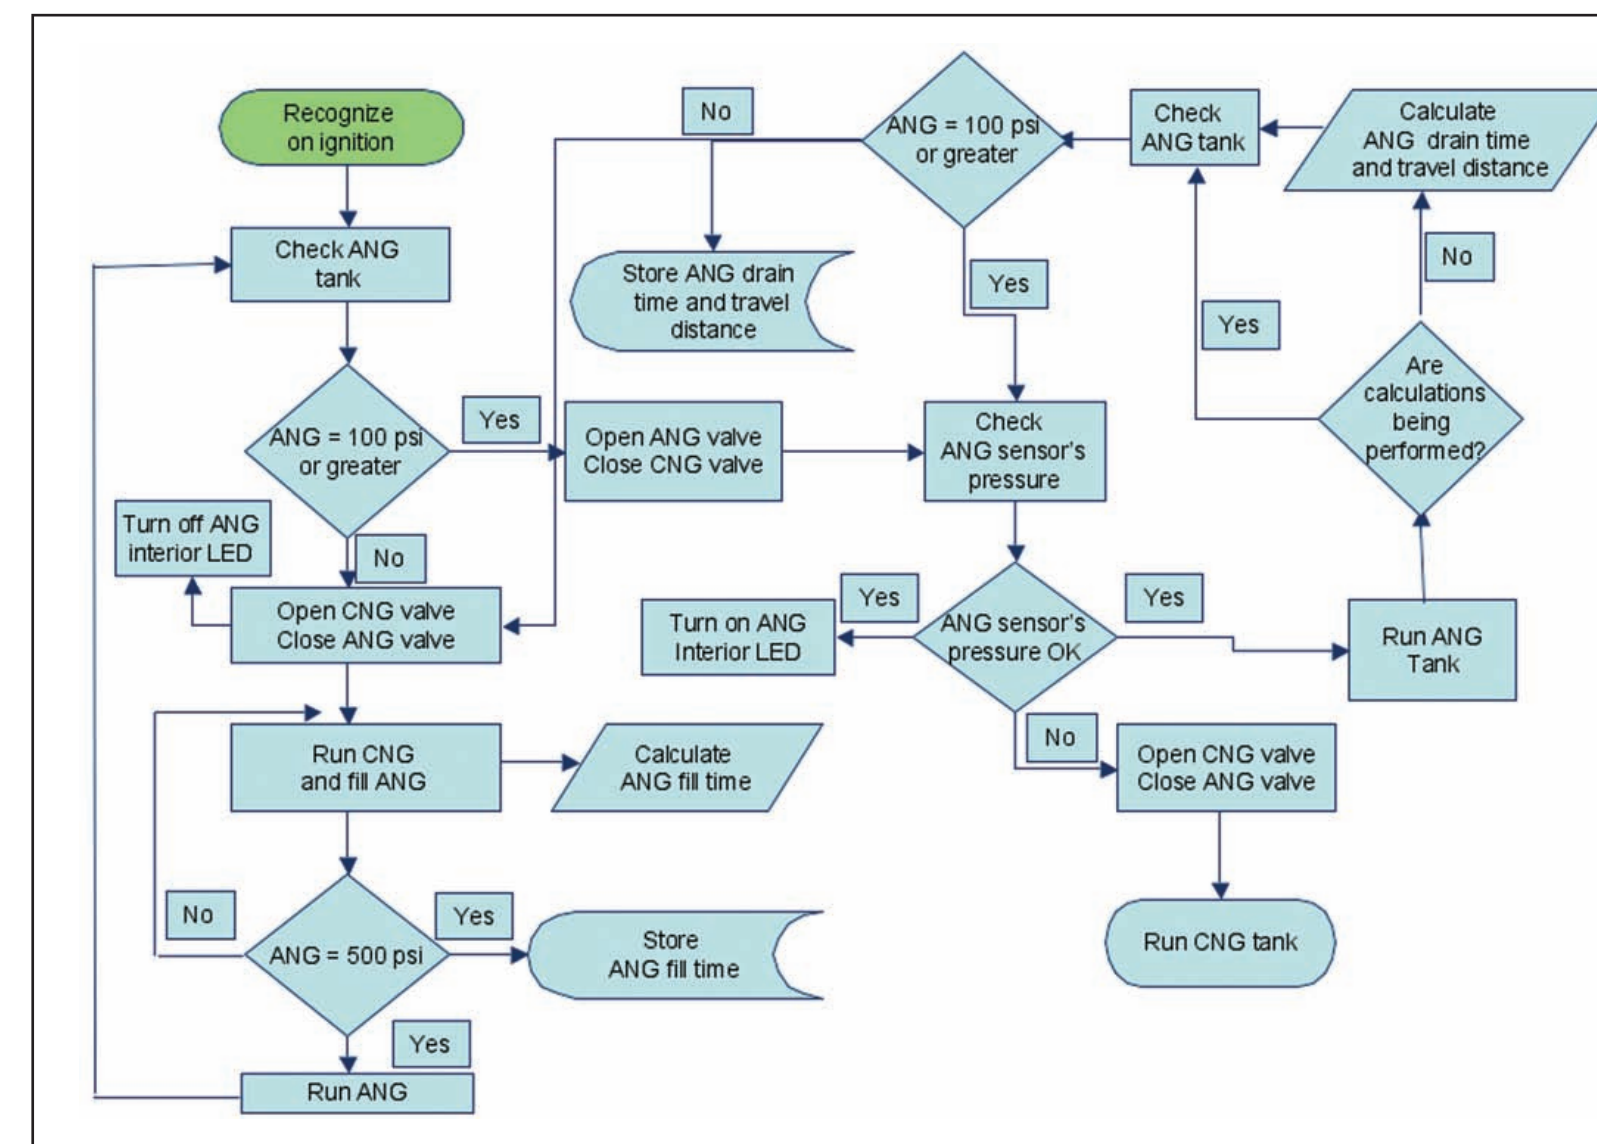 Recognize
on ignition
Check ANG
tank
ANG = 100 psi
or greater
Yes
No
Turn off ANG
interior LED
Open CNG valve
Close ANG valve
Run CNG
and fill ANG
Calculate
ANG fill time
No
ANG = 500 psi
Yes
Store
ANG fill time
Yes
Run ANG
Open ANG valve
Close CNG valve
No
Store ANG drain
time and travel
distance
ANG = 100 psi
or greater
Yes
Check
ANG tank
Calculate
ANG drain time
and travel distance
No
Yes
Are
calculations
being
performed?
Check
ANG sensor's
pressure
Yes
Turn on ANG
Interior LED
ANG sensor's
pressure OK
Yes
Run ANG
Tank
No
Open CNG valve
Close ANG valve
Run CNG tank